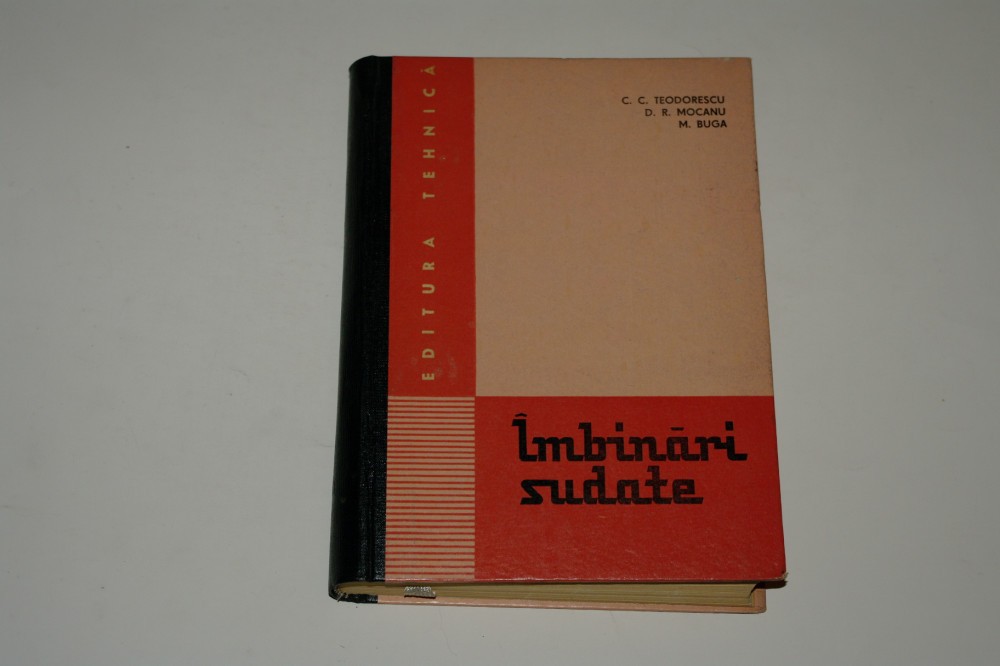 C. C. TEODORESCU
D. R. MOCANU
M. BUGA
EDITURA TEHNICĂ
Îmbinări
sudate